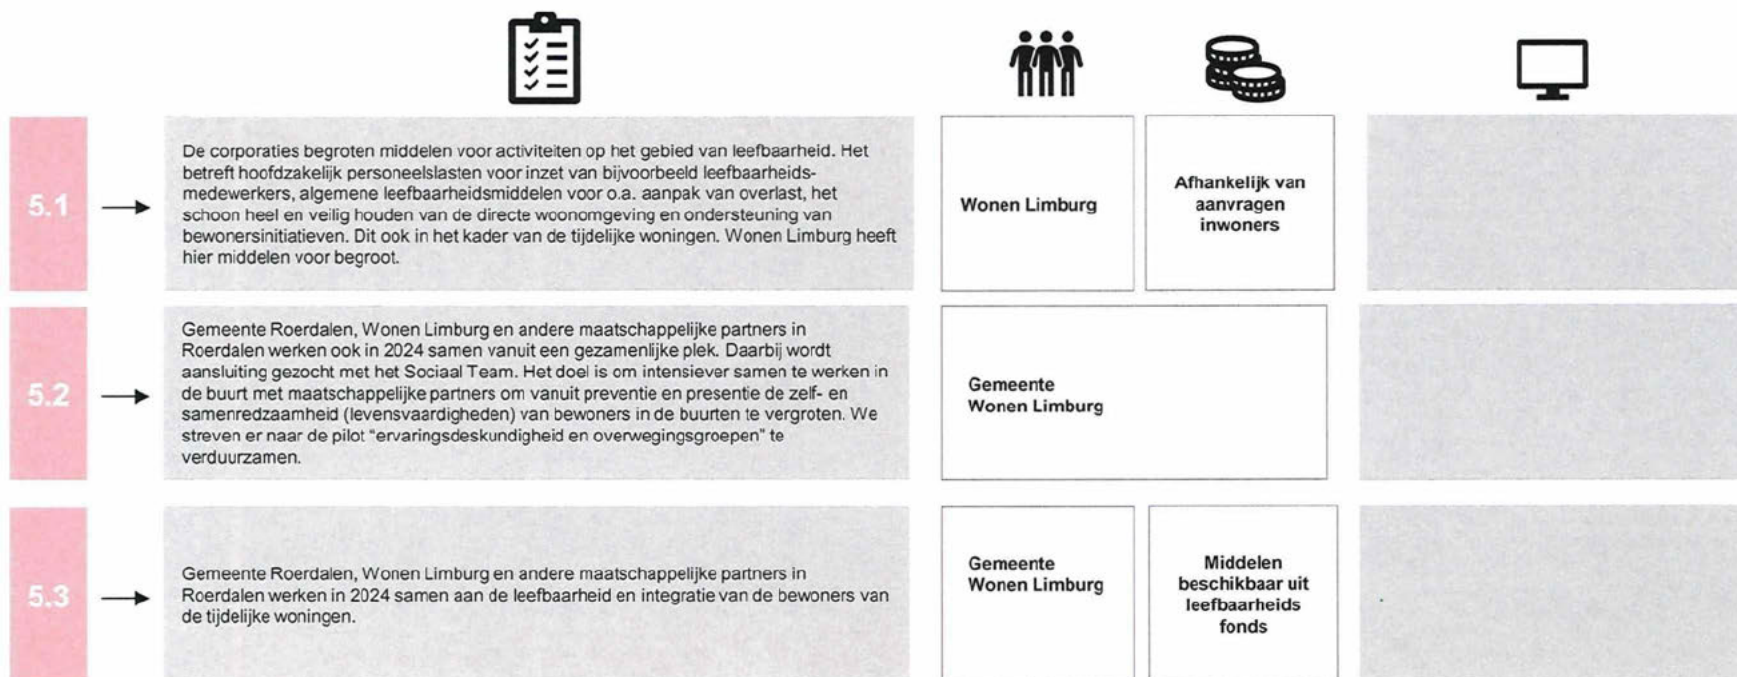 5.1
De corporaties begroten middelen voor activiteiten op het gebied van leefbaarheid. Het
betreft hoofdzakelijk personeelslasten voor inzet van bijvoorbeeld leefbaarheids-
medewerkers, algemene leefbaarheidsmiddelen voor o.a. aanpak van overlast, het
schoon heel en veilig houden van de directe woonomgeving en ondersteuning van
bewonersinitiatieven. Dit ook in het kader van de tijdelijke woningen. Wonen Limburg heeft
hier middelen voor begroot.
Wonen Limburg
Afhankelijk van
aanvragen
inwoners
5.2
Gemeente Roerdalen, Wonen Limburg en andere maatschappelijke partners in
Roerdalen werken ook in 2024 samen vanuit een gezamenlijke plek. Daarbij wordt
aansluiting gezocht met het Sociaal Team. Het doel is om intensiever samen te werken in
de buurt met maatschappelijke partners om vanuit preventie en presentie de zelf- en
samenredzaamheid (levensvaardigheden) van bewoners in de buurten te vergroten. We
streven er naar de pilot “ervaringsdeskundigheid en overwegingsgroepen” te
verduurzamen.
Gemeente
Wonen Limburg
5.3
Gemeente Roerdalen, Wonen Limburg en andere maatschappelijke partners in
Roerdalen werken in 2024 samen aan de leefbaarheid en integratie van de bewoners van
de tijdelijke woningen.
Gemeente
Wonen Limburg
Middelen
beschikbaar uit
leefbaarheids
fonds